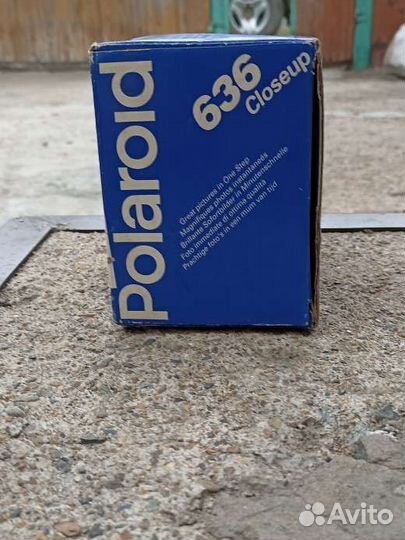 Polaroid
636
Closeup
Great pictures in One Step
Magnifiques photos instantanées
Brillante Sofortbilder in Minutenschnelle
Foto immediate di ottima qualità
Prachtige foto's in een mum van tijd
Avito